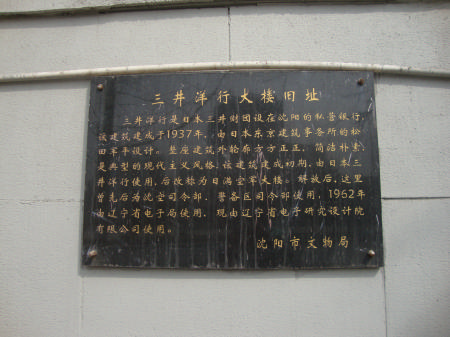 三井洋行大楼旧址
三井洋行是日本三井财团设在沈阳的私营银行,
该建筑建成于1937年,由日本东京建筑事务所的松
田军平设计。整座建筑外轮廓方方正正,简洁朴素,
是典型的现代主义风格。该建筑建成初期,由日本三
井洋行使用,后改称为日满空军大楼。解放后,这里
曾先后为沈空司令部、警备区司令部使用,1962年
由辽宁省电子局使用,现由辽宁省电子研究设计院
有限公司使用。
沈阳市文物局